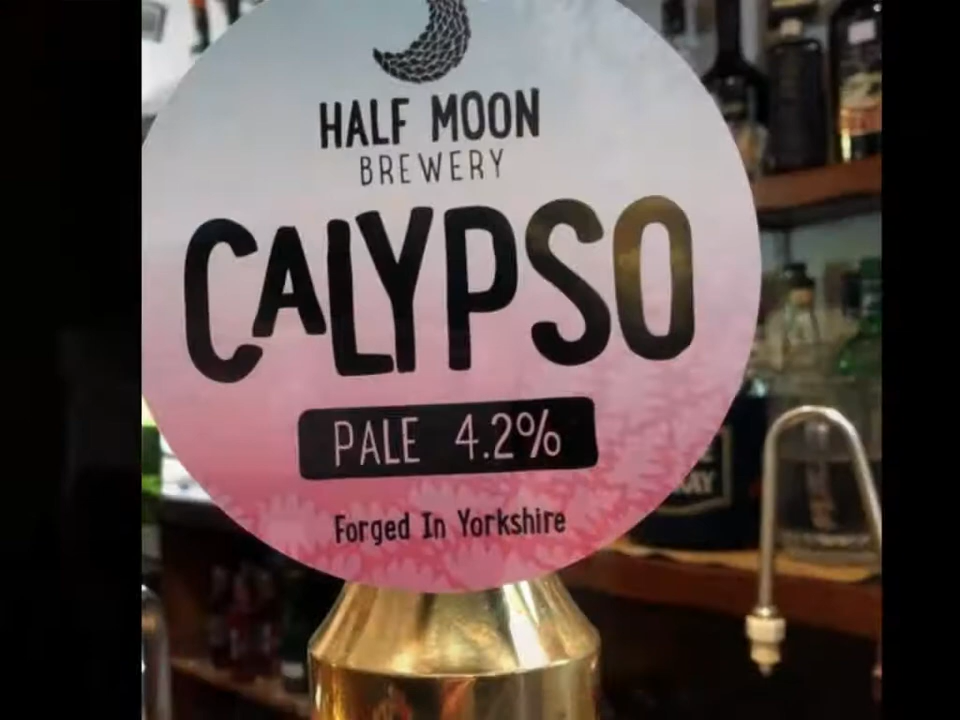 HALF MOON
BREWERY
CALYPSO
PALE 4.2%
Forged In Yorkshire